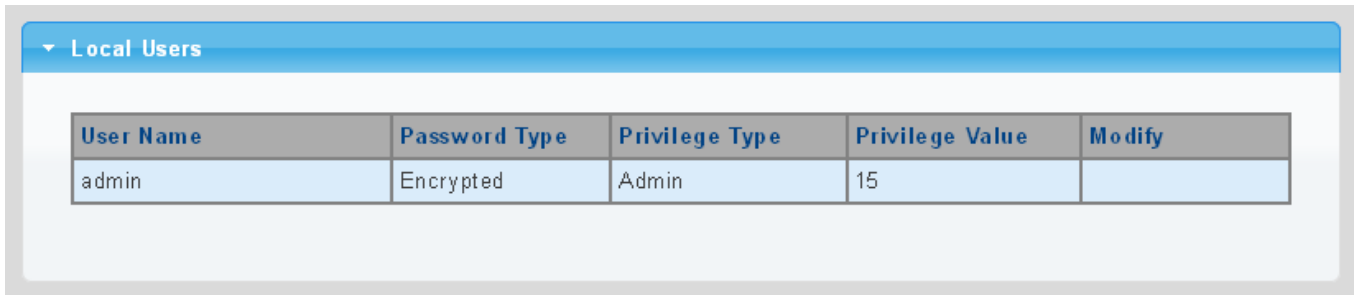 Local Users
User Name Password Type Privilege Type Privilege Value Modify
admin Encrypted Admin 15